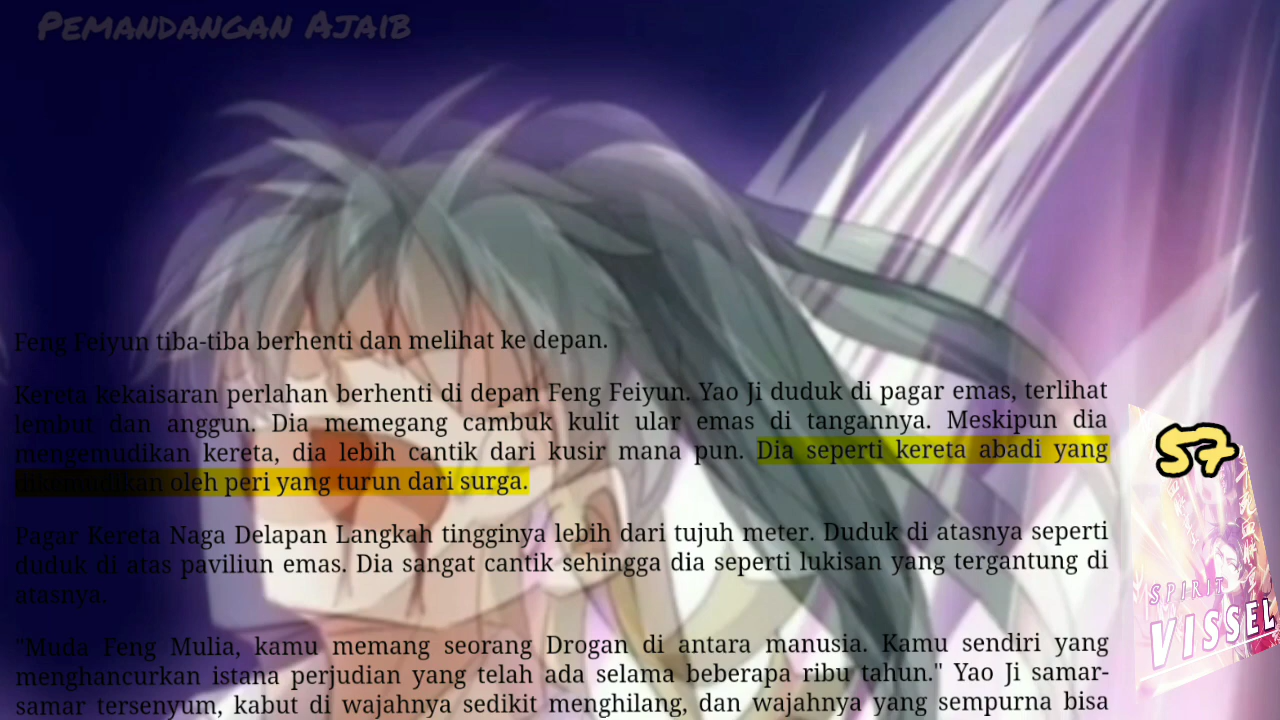 Pemandangan Ajaib
Feng Feiyun tiba-tiba berhenti dan melihat ke depan.
Kereta kekaisaran perlahan berhenti di depan Feng Feiyun. Yao Ji duduk di pagar emas, terlihat
lembut dan anggun. Dia memegang cambuk kulit ular emas di tangannya. Meskipun dia
mengemudikan kereta, dia lebih cantik dari kusir mana pun. Dia seperti kereta abadi yang
dikemudikan oleh peri yang turun dari surga.
Pagar Kereta Naga Delapan Langkah tingginya lebih dari tujuh meter. Duduk di atasnya seperti
duduk di atas paviliun emas. Dia sangat cantik sehingga dia seperti lukisan yang tergantung di
atasnya.
"Muda Feng Mulia, kamu memang seorang Drogan di antara manusia. Kamu sendiri yang
menghancurkan istana perjudian yang telah ada selama beberapa ribu tahun." Yao Ji samar-
samar tersenyum, kabut di wajahnya sedikit menghilang, dan wajahnya yang sempurna bisa
57
SPIRIT
VISSEL